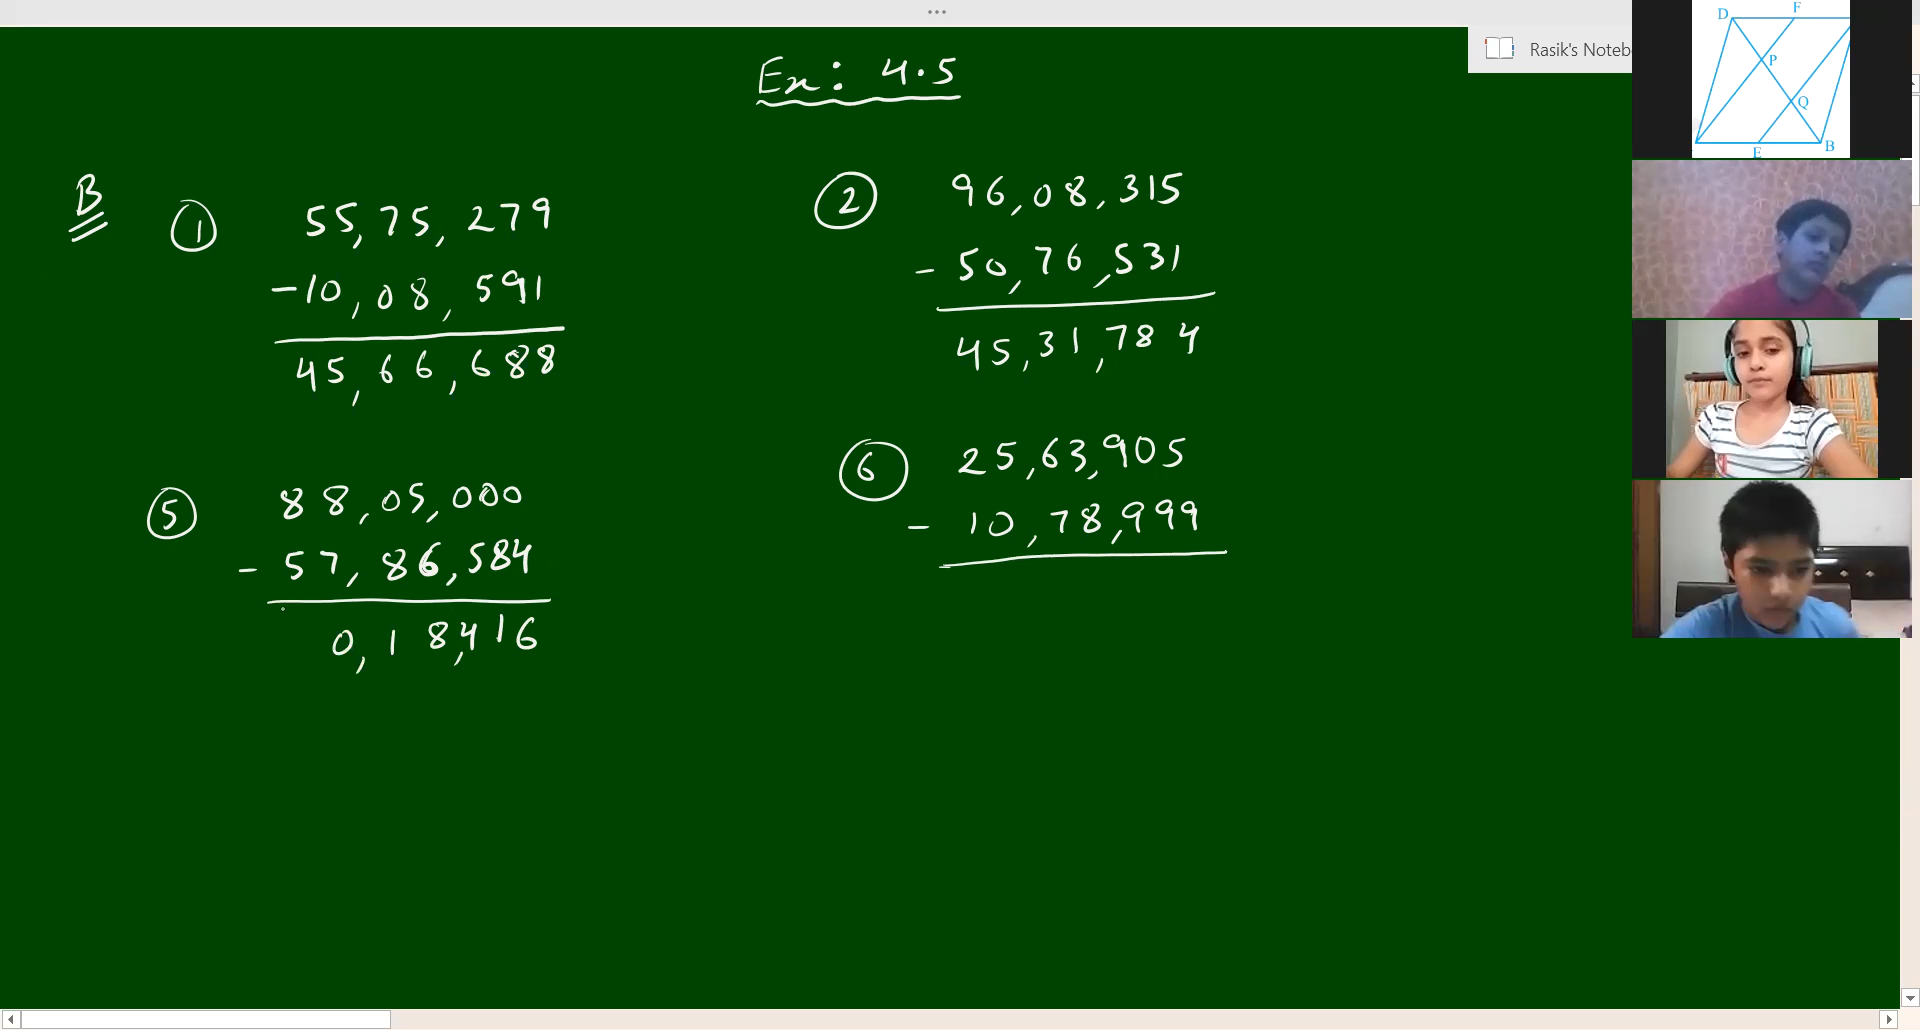 Ex: 4.5
Rasik's Noteb
B
① 55,75,279
-10,08,591
45,66,688
② 96,08,315
- 50,76,531
45,31,784
⑤ 88,05,000
- 57,86,584
0,18,416
⑥ 25,63,905
- 10,78,999
D F
P
Q
E B